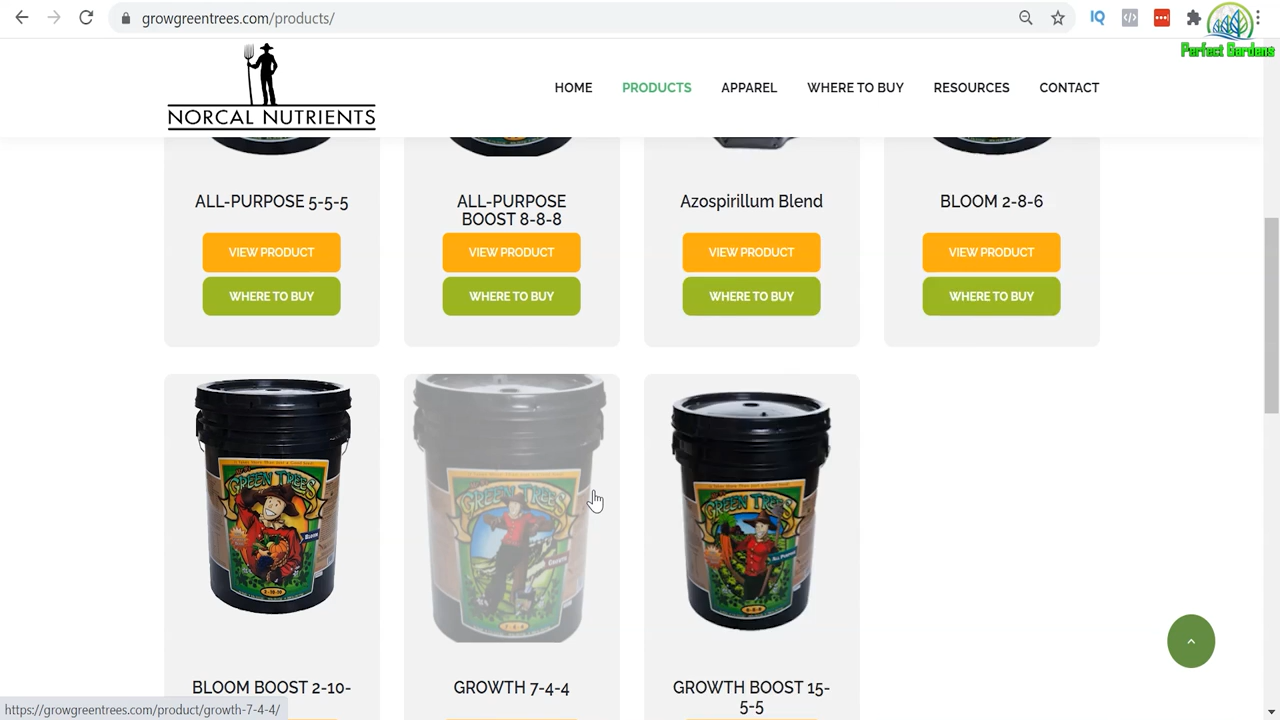 growgreentrees.com/products/
Perfect Gardens
NORCAL NUTRIENTS
HOME
PRODUCTS
APPAREL
WHERE TO BUY
RESOURCES
CONTACT
ALL-PURPOSE 5-5-5
ALL-PURPOSE
BOOST 8-8-8
Azospirillum Blend
BLOOM 2-8-6
VIEW PRODUCT
VIEW PRODUCT
VIEW PRODUCT
VIEW PRODUCT
WHERE TO BUY
WHERE TO BUY
WHERE TO BUY
WHERE TO BUY
GREEN TREES
GREEN TREES
GREEN TREES
BLOOM BOOST 2-10-
GROWTH 7-4-4
GROWTH BOOST 15-
5-5
https://growgreentrees.com/product/growth-7-4-4/